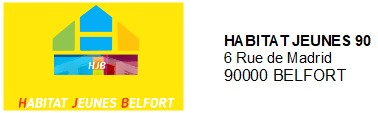 HJB
HABITAT JEUNES BELFORT
HABITAT JEUNES 90
6 Rue de Madrid
90000 BELFORT